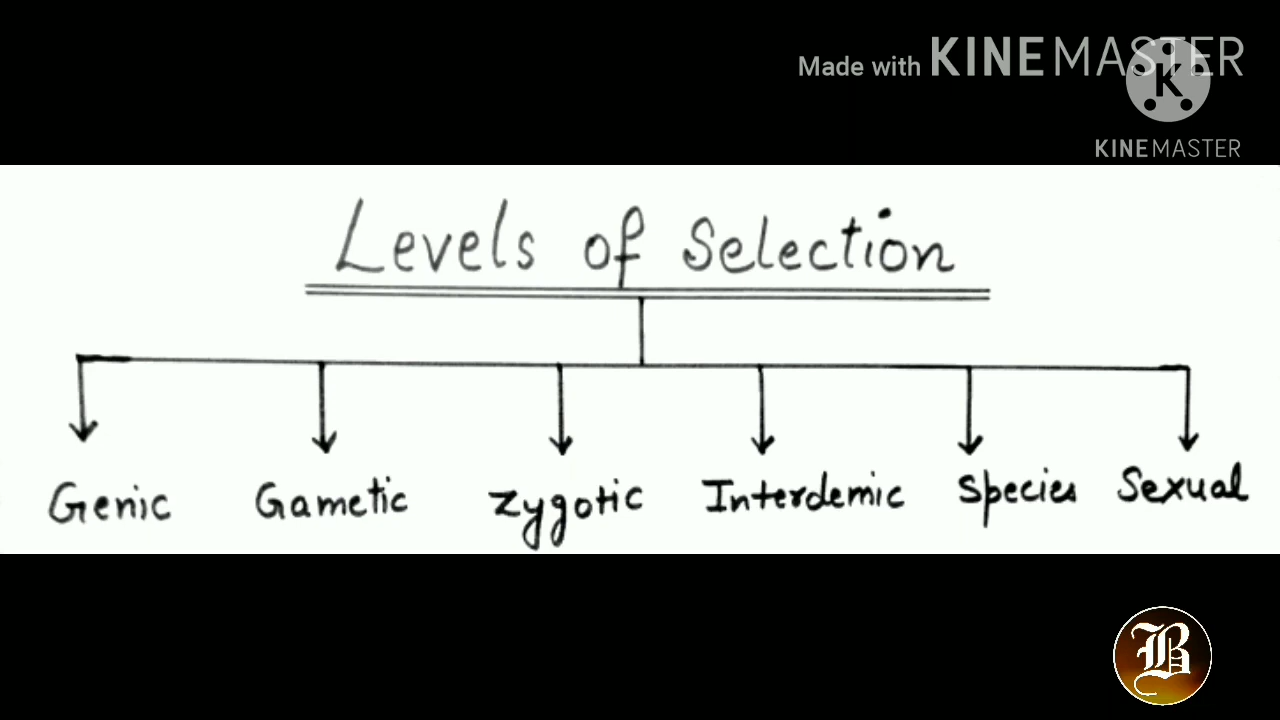 Made with KINEMASTER
K
KINEMASTER
Levels of Selection
Genic Gametic Zygotic Interdemic Species Sexual
B